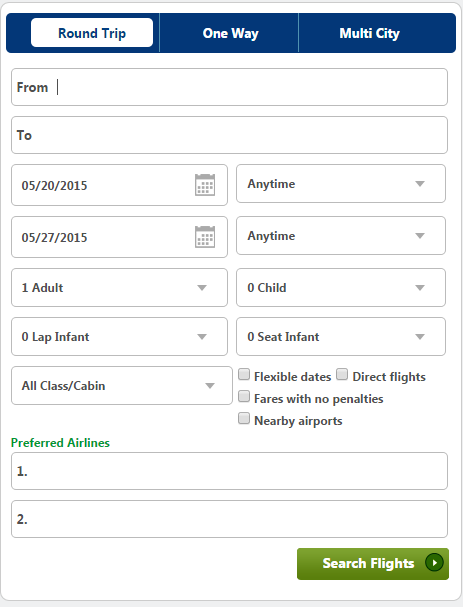 Round Trip One Way Multi City
From
To
05/20/2015 Anytime
05/27/2015 Anytime
1 Adult 0 Child
0 Lap Infant 0 Seat Infant
All Class/Cabin Flexible dates Direct flights
Fares with no penalties
Nearby airports
Preferred Airlines
1.
2.
Search Flights